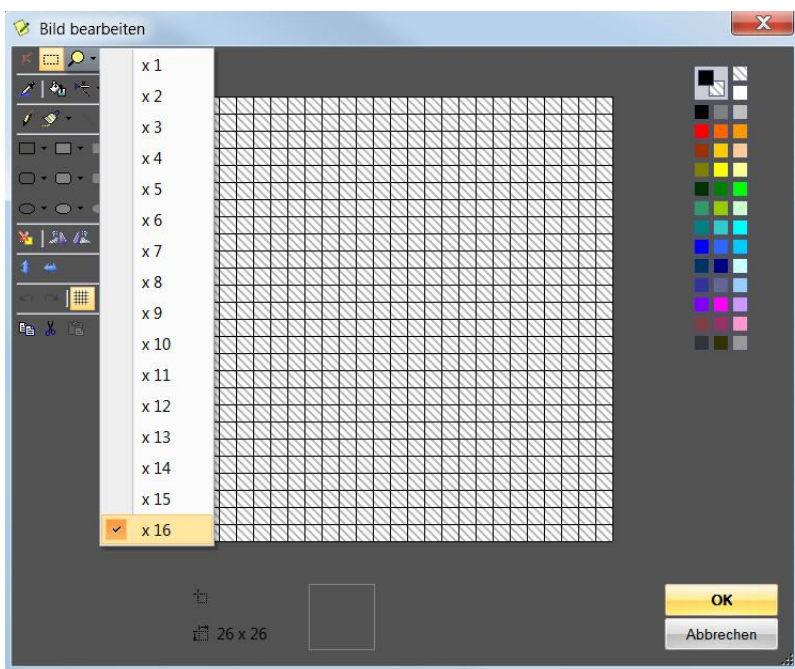 Bild bearbeiten
x 1
x 2
x 3
x 4
x 5
x 6
x 7
x 8
x 9
x 10
x 11
x 12
x 13
x 14
x 15
x 16
26 x 26
OK
Abbrechen